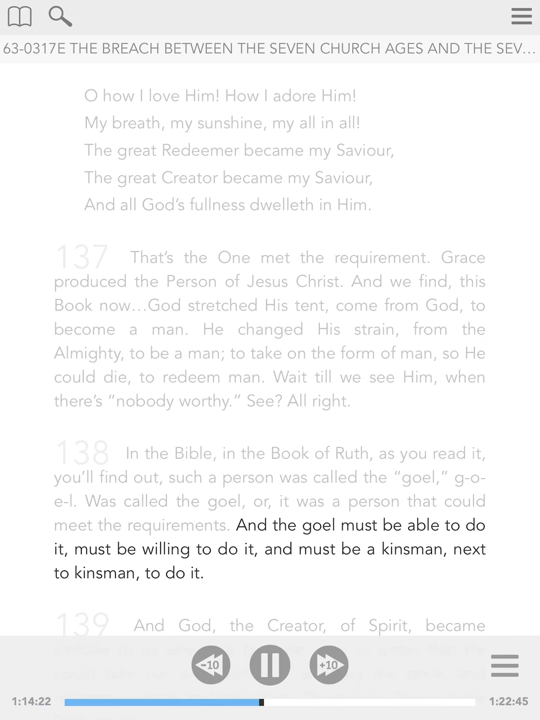 63-0317E THE BREACH BETWEEN THE SEVEN CHURCH AGES AND THE SEV...
O how I love Him! How I adore Him!
My breath, my sunshine, my all in all!
The great Redeemer became my Saviour,
The great Creator became my Saviour,
And all God's fullness dwelleth in Him.
137 That's the One met the requirement. Grace
produced the Person of Jesus Christ. And we find, this
Book now…God stretched His tent, come from God, to
become a man. He changed His strain, from the
Almighty, to be a man; to take on the form of man, so He
could die, to redeem man. Wait till we see Him, when
there's “nobody worthy.” See? All right.
138 In the Bible, in the Book of Ruth, as you read it,
you'll find out, such a person was called the “goel,” g-o-
e-l. Was called the goel, or, it was a person that could
meet the requirements. And the goel must be able to do
it, must be willing to do it, and must be a kinsman, next
to kinsman, to do it.
139 And God, the Creator, of Spirit, became
-10
+10
1:14:22
1:22:45